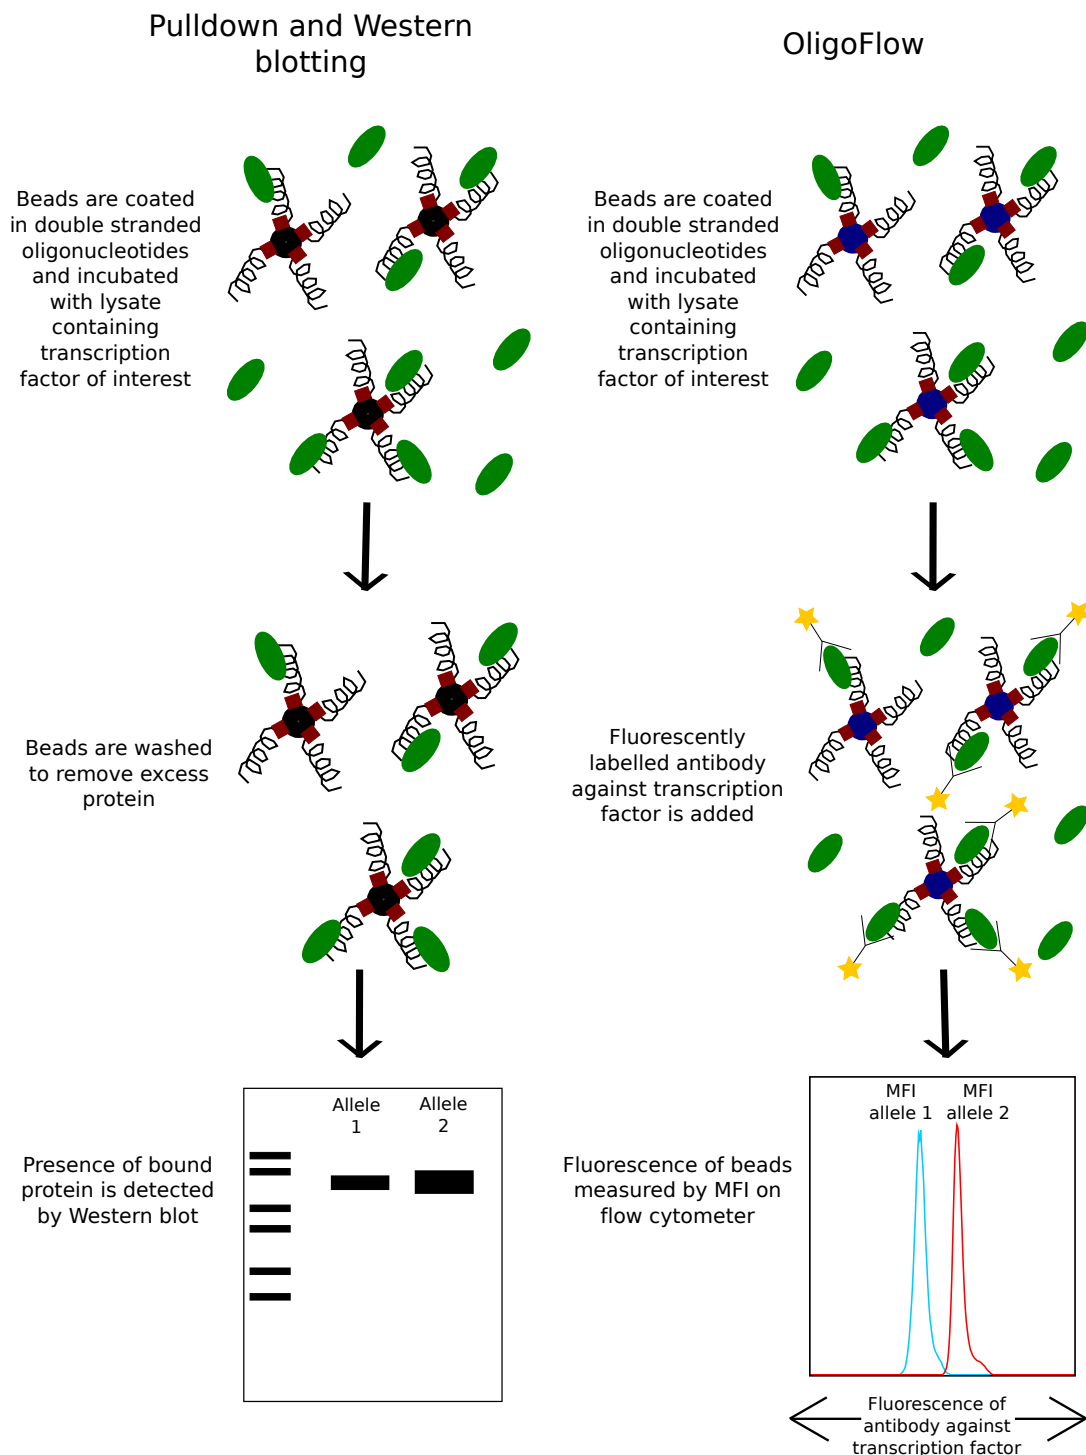 Pulldown and Western
blotting
OligoFlow
Beads are coated
in double stranded
oligonucleotides
and incubated
with lysate
containing
transcription
factor of interest
Beads are coated
in double stranded
oligonucleotides
and incubated
with lysate
containing
transcription
factor of interest
Beads are washed
to remove excess
protein
Fluorescently
labelled antibody
against transcription
factor is added
Presence of bound
protein is detected
by Western blot
Allele
1
Allele
2
Fluorescence of beads
measured by MFI on
flow cytometer
MFI
allele 1
MFI
allele 2
Fluorescence of
antibody against
transcription factor